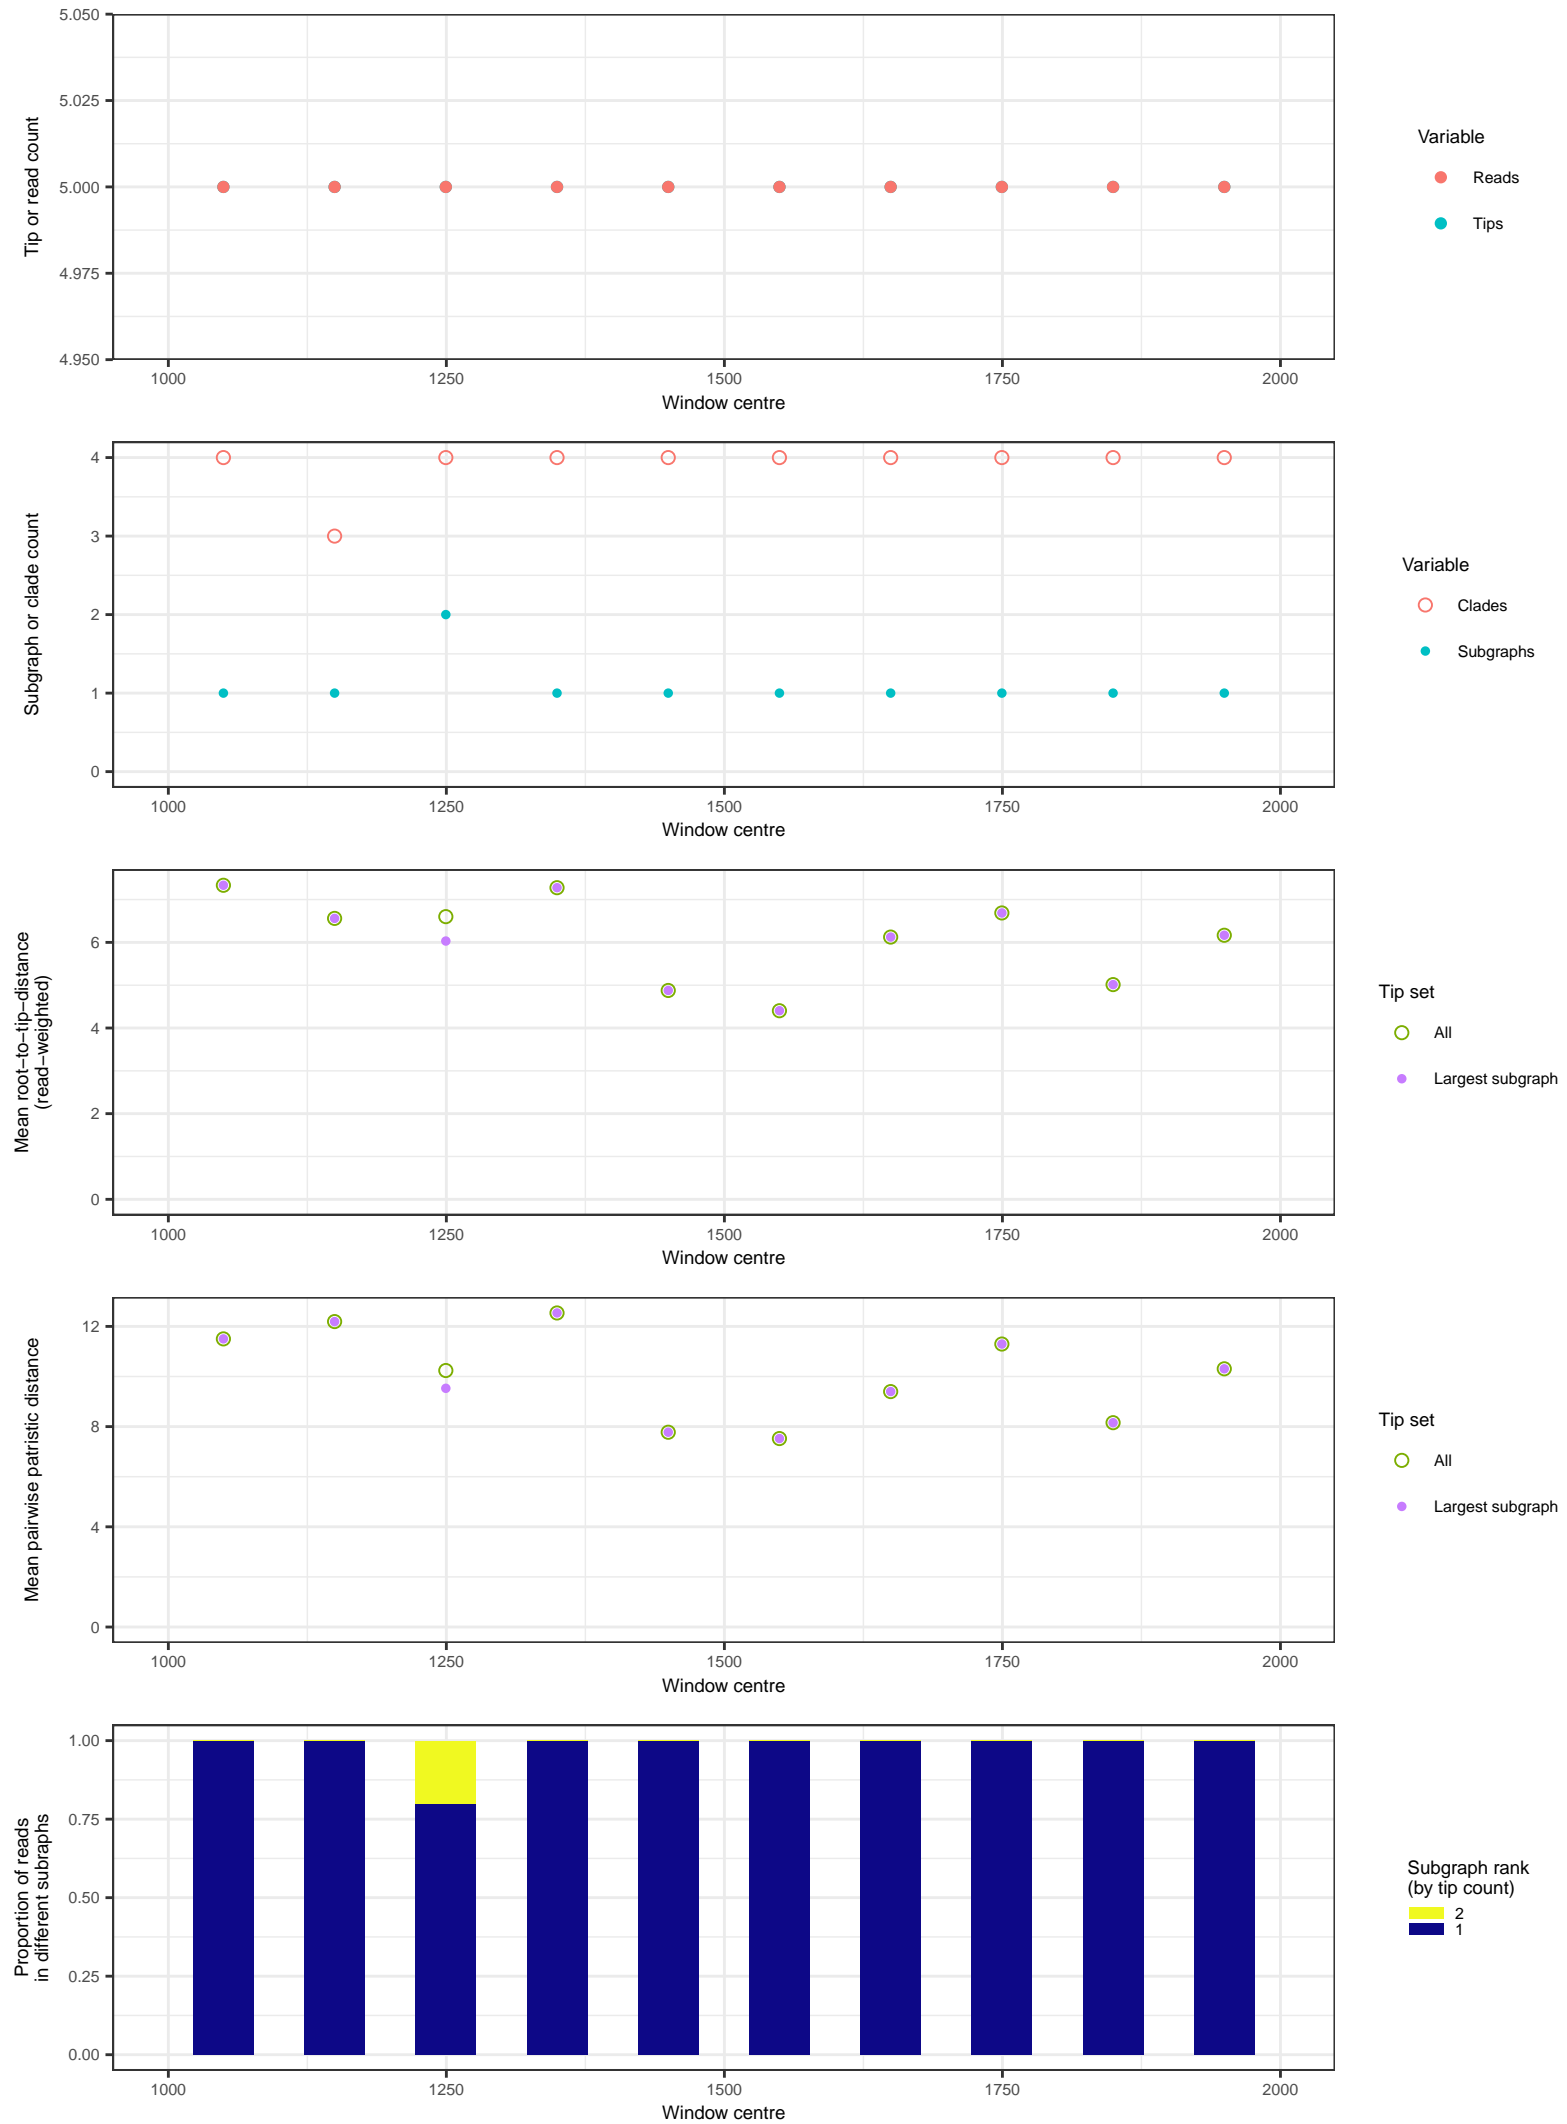 5.050
5.025
5.000
4.975
4.950
Tip or read count
1000 1250 1500 1750 2000
Window centre
Variable
Reads
Tips
4
3
2
1
0
Subgraph or clade count
1000 1250 1500 1750 2000
Window centre
Variable
Clades
Subgraphs
6
4
2
0
Mean root−to−tip−distance
(read−weighted)
1000 1250 1500 1750 2000
Window centre
Tip set
All
Largest subgraph
12
8
4
0
Mean pairwise patristic distance
1000 1250 1500 1750 2000
Window centre
Tip set
All
Largest subgraph
1.00
0.75
0.50
0.25
0.00
Proportion of reads
in different subraphs
1000 1250 1500 1750 2000
Window centre
Subgraph rank
(by tip count)
2
1